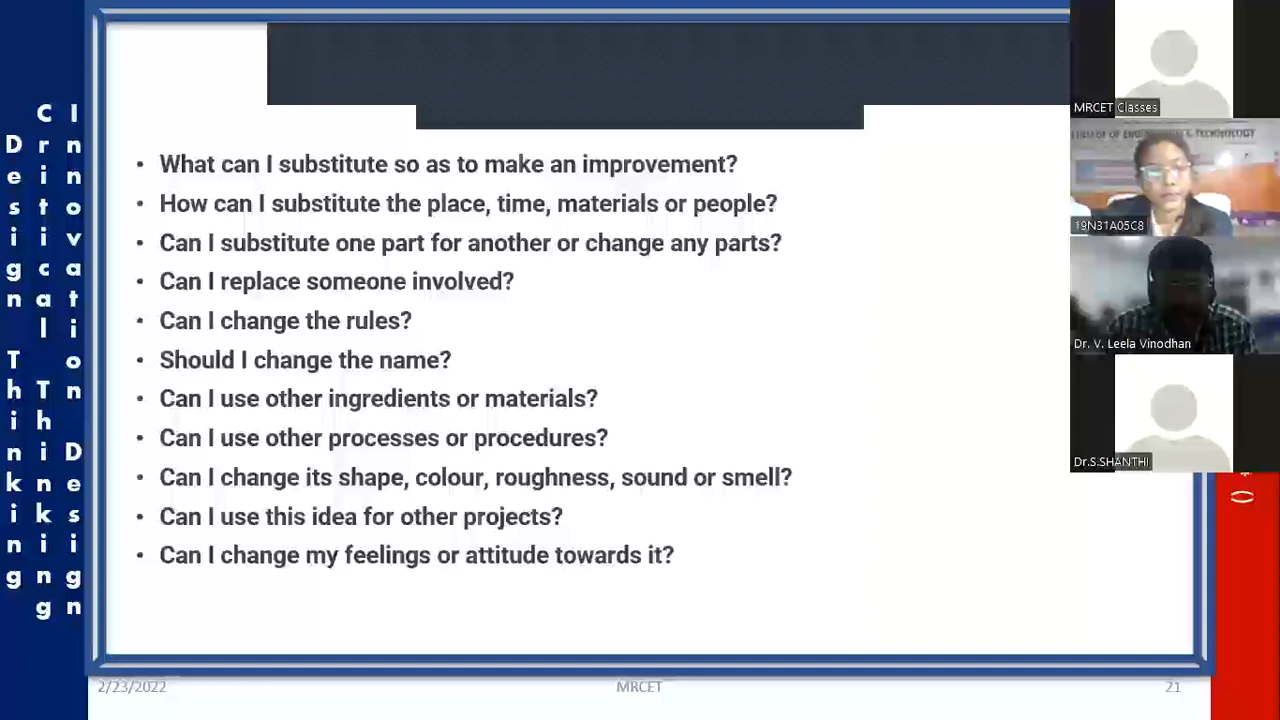 Design Thinking
Critical Thinking
Innovation Design
• What can I substitute so as to make an improvement?
• How can I substitute the place, time, materials or people?
• Can I substitute one part for another or change any parts?
• Can I replace someone involved?
• Can I change the rules?
• Should I change the name?
• Can I use other ingredients or materials?
• Can I use other processes or procedures?
• Can I change its shape, colour, roughness, sound or smell?
• Can I use this idea for other projects?
• Can I change my feelings or attitude towards it?
2/23/2022
MRCET
21
MRCET Classes
TECHNOLOGY
19N31A05C8
Dr. V. Leela Vinodhan
Dr.S.SHANTHI